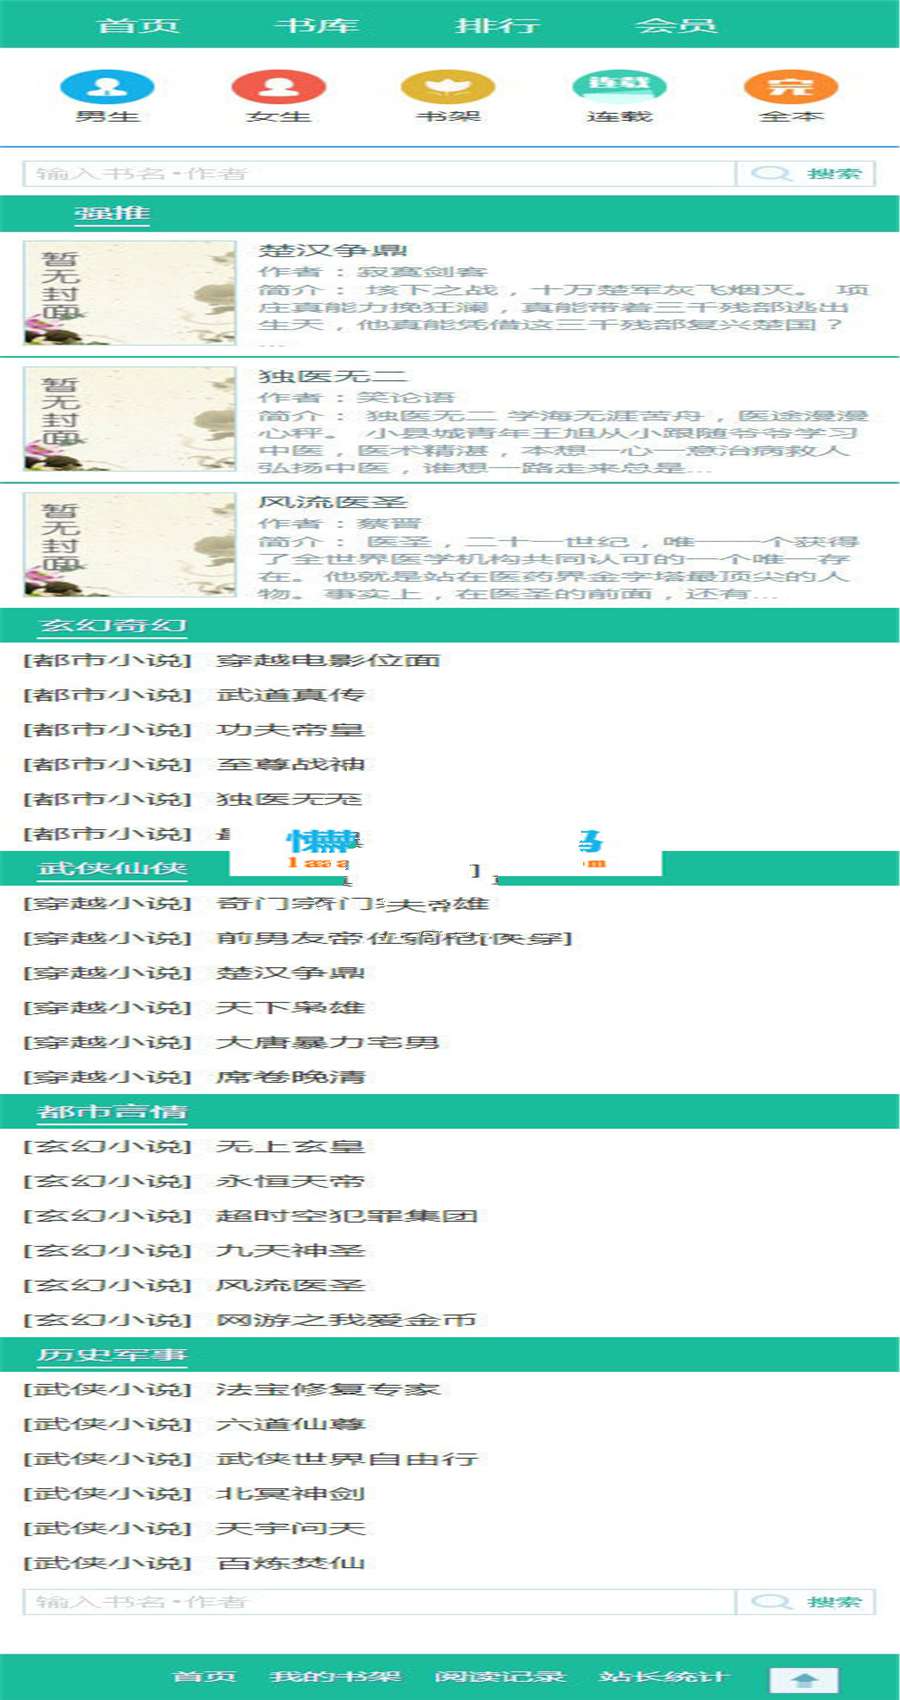 首页 书库 排行 会员
连载 完
男生 女生 书架 连载 全本
输入书名·作者 搜索
强推
暂无封面
楚汉争鼎
作者：寂寞剑客
简介： 垓下之战，十万楚军灰飞烟灭。 项
庄真能力挽狂澜，真能带着三千残部逃出
生天，他真能凭借这三千残部复兴楚国？
...
暂无封面
独医无二
作者：笑论语
简介： 独医无二 学海无涯苦舟，医途漫漫
心秤。 小县城青年王旭从小跟随爷爷学习
中医，医术精湛，本想一心一意治病救人
弘扬中医，谁想一路走来总是...
暂无封面
风流医圣
作者：蔡晋
简介： 医圣，二十一世纪，唯一一个获得
了全世界医学机构共同认可的一个唯一存
在。他就是站在医药界金字塔最顶尖的人
物。事实上，在医圣的前面，还有...
玄幻奇幻
[都市小说] 穿越电影位面
[都市小说] 武道真传
[都市小说] 功夫帝皇
[都市小说] 至尊战神
[都市小说] 独医无
[都市小说]
武侠仙侠
[穿越小说] 奇门
[穿越小说] 前男友
[穿越小说] 楚汉争鼎
[穿越小说] 天下枭雄
[穿越小说] 大唐暴力宅男
[穿越小说] 席卷晚清
都市言情
[玄幻小说] 无上玄皇
[玄幻小说] 永恒天帝
[玄幻小说] 超时空犯罪集团
[玄幻小说] 九天神圣
[玄幻小说] 风流医圣
[玄幻小说] 网游之我爱金币
历史军事
[武侠小说] 法宝修复专家
[武侠小说] 六道仙尊
[武侠小说] 武侠世界自由行
[武侠小说] 北冥神剑
[武侠小说] 天宇问天
[武侠小说] 百炼焚仙
输入书名·作者 搜索
首页 我的书架 阅读记录 站长统计